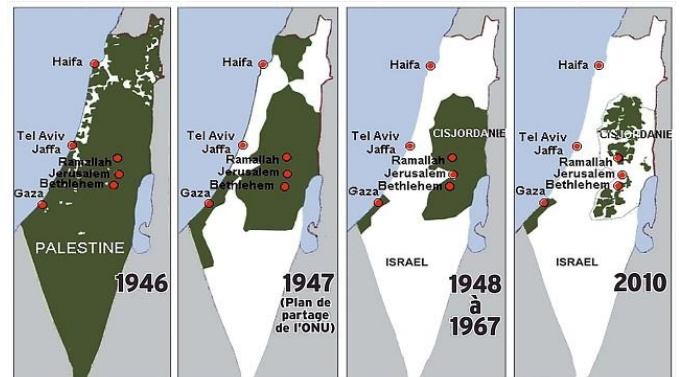 Haifa
Tel Aviv
Jaffa
Ramallah
Jerusalem
Bethlehem
Gaza
PALESTINE
1946
Haifa
Tel Aviv
Jaffa
Ramallah
Jerusalem
Bethlehem
Gaza
1947
(Plan de
partage
de l'ONU)
Haifa
Tel Aviv
Jaffa
CISJORDANIE
Ramallah
Jerusalem
Bethlehem
Gaza
ISRAEL
1948
à
1967
Haifa
Tel Aviv
Jaffa
CISJORDANIE
Ramallah
Jerusalem
Bethlehem
Gaza
ISRAEL
2010